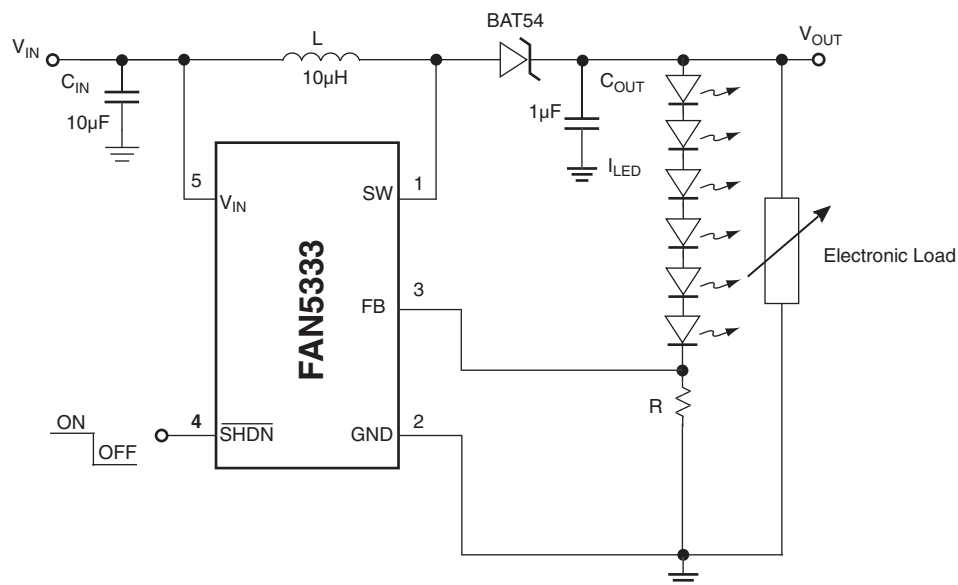 BAT54
V_IN
L
V_OUT
C_IN
10µH
C_OUT
10µF
1µF
5
1
I_LED
V_IN
SW
FAN5333
Electronic Load
3
FB
R
ON
4
SHDN
GND
2
OFF